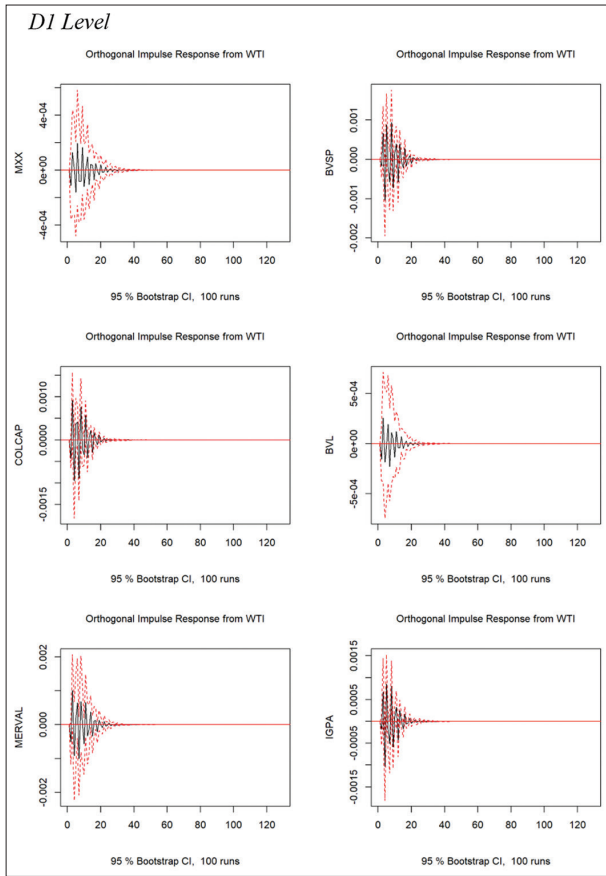 D1 Level
Orthogonal Impulse Response from WTI
MXX
4e-04
0e+00
-4e-04
0 20 40 60 80 100 120
95 % Bootstrap CI, 100 runs
Orthogonal Impulse Response from WTI
BVSP
0.001
0.000
-0.001
-0.002
0 20 40 60 80 100 120
95 % Bootstrap CI, 100 runs
Orthogonal Impulse Response from WTI
COLCAP
0.0010
0.0000
-0.0015
0 20 40 60 80 100 120
95 % Bootstrap CI, 100 runs
Orthogonal Impulse Response from WTI
BVL
5e-04
0e+00
-5e-04
0 20 40 60 80 100 120
95 % Bootstrap CI, 100 runs
Orthogonal Impulse Response from WTI
MERVAL
0.002
0.000
-0.002
0 20 40 60 80 100 120
95 % Bootstrap CI, 100 runs
Orthogonal Impulse Response from WTI
IGPA
0.0015
0.0005
-0.0005
-0.0015
0 20 40 60 80 100 120
95 % Bootstrap CI, 100 runs